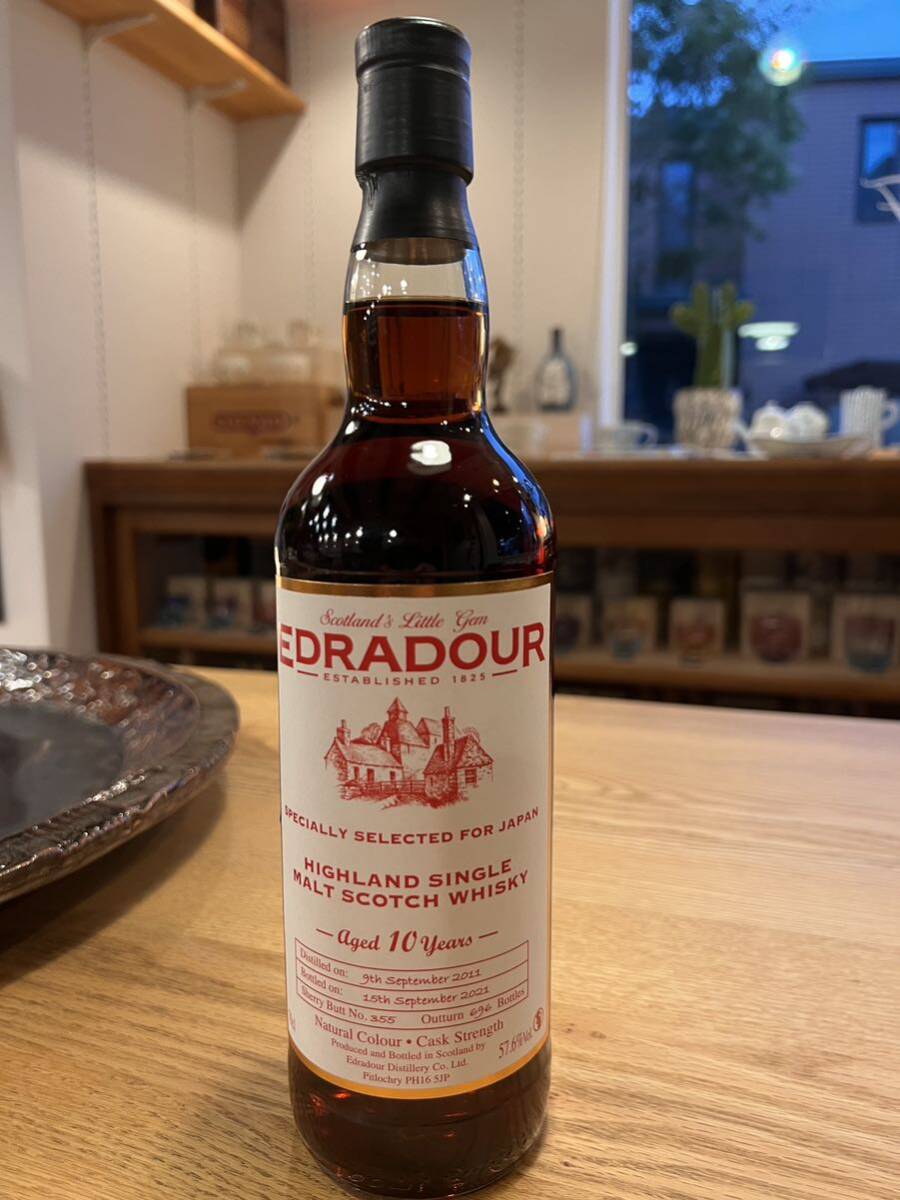 Scotland's Little Gem
EDRADOUR
ESTABLISHED 1825
SPECIALLY SELECTED FOR JAPAN
HIGHLAND SINGLE
MALT SCOTCH WHISKY
Aged 10 Years
Distilled on: 9th September 2011
Bottled on: 15th September 2021
Sherry Butt No. 355 Outturn 696 Bottles
Natural Colour • Cask Strength
57.6%Vol.
Produced and Bottled in Scotland by
Edradour Distillery Co. Ltd.
Pitlochry PH16 5JP